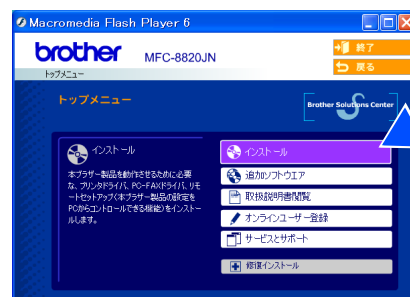 Macromedia Flash Player 6
brother MFC-8820JN
終了
戻る
トップメニュー
トップメニュー
Brother Solutions Center
インストール
本ブラザー製品を動作させるために必要
な、プリンタドライバ、PC-FAXドライバ、リモ
ートセットアップ(本ブラザー製品の設定を
PCからコントロールできる機能)をインストー
ルします。
インストール
追加ソフトウエア
取扱説明書閲覧
オンラインユーザー登録
サービスとサポート
修復インストール